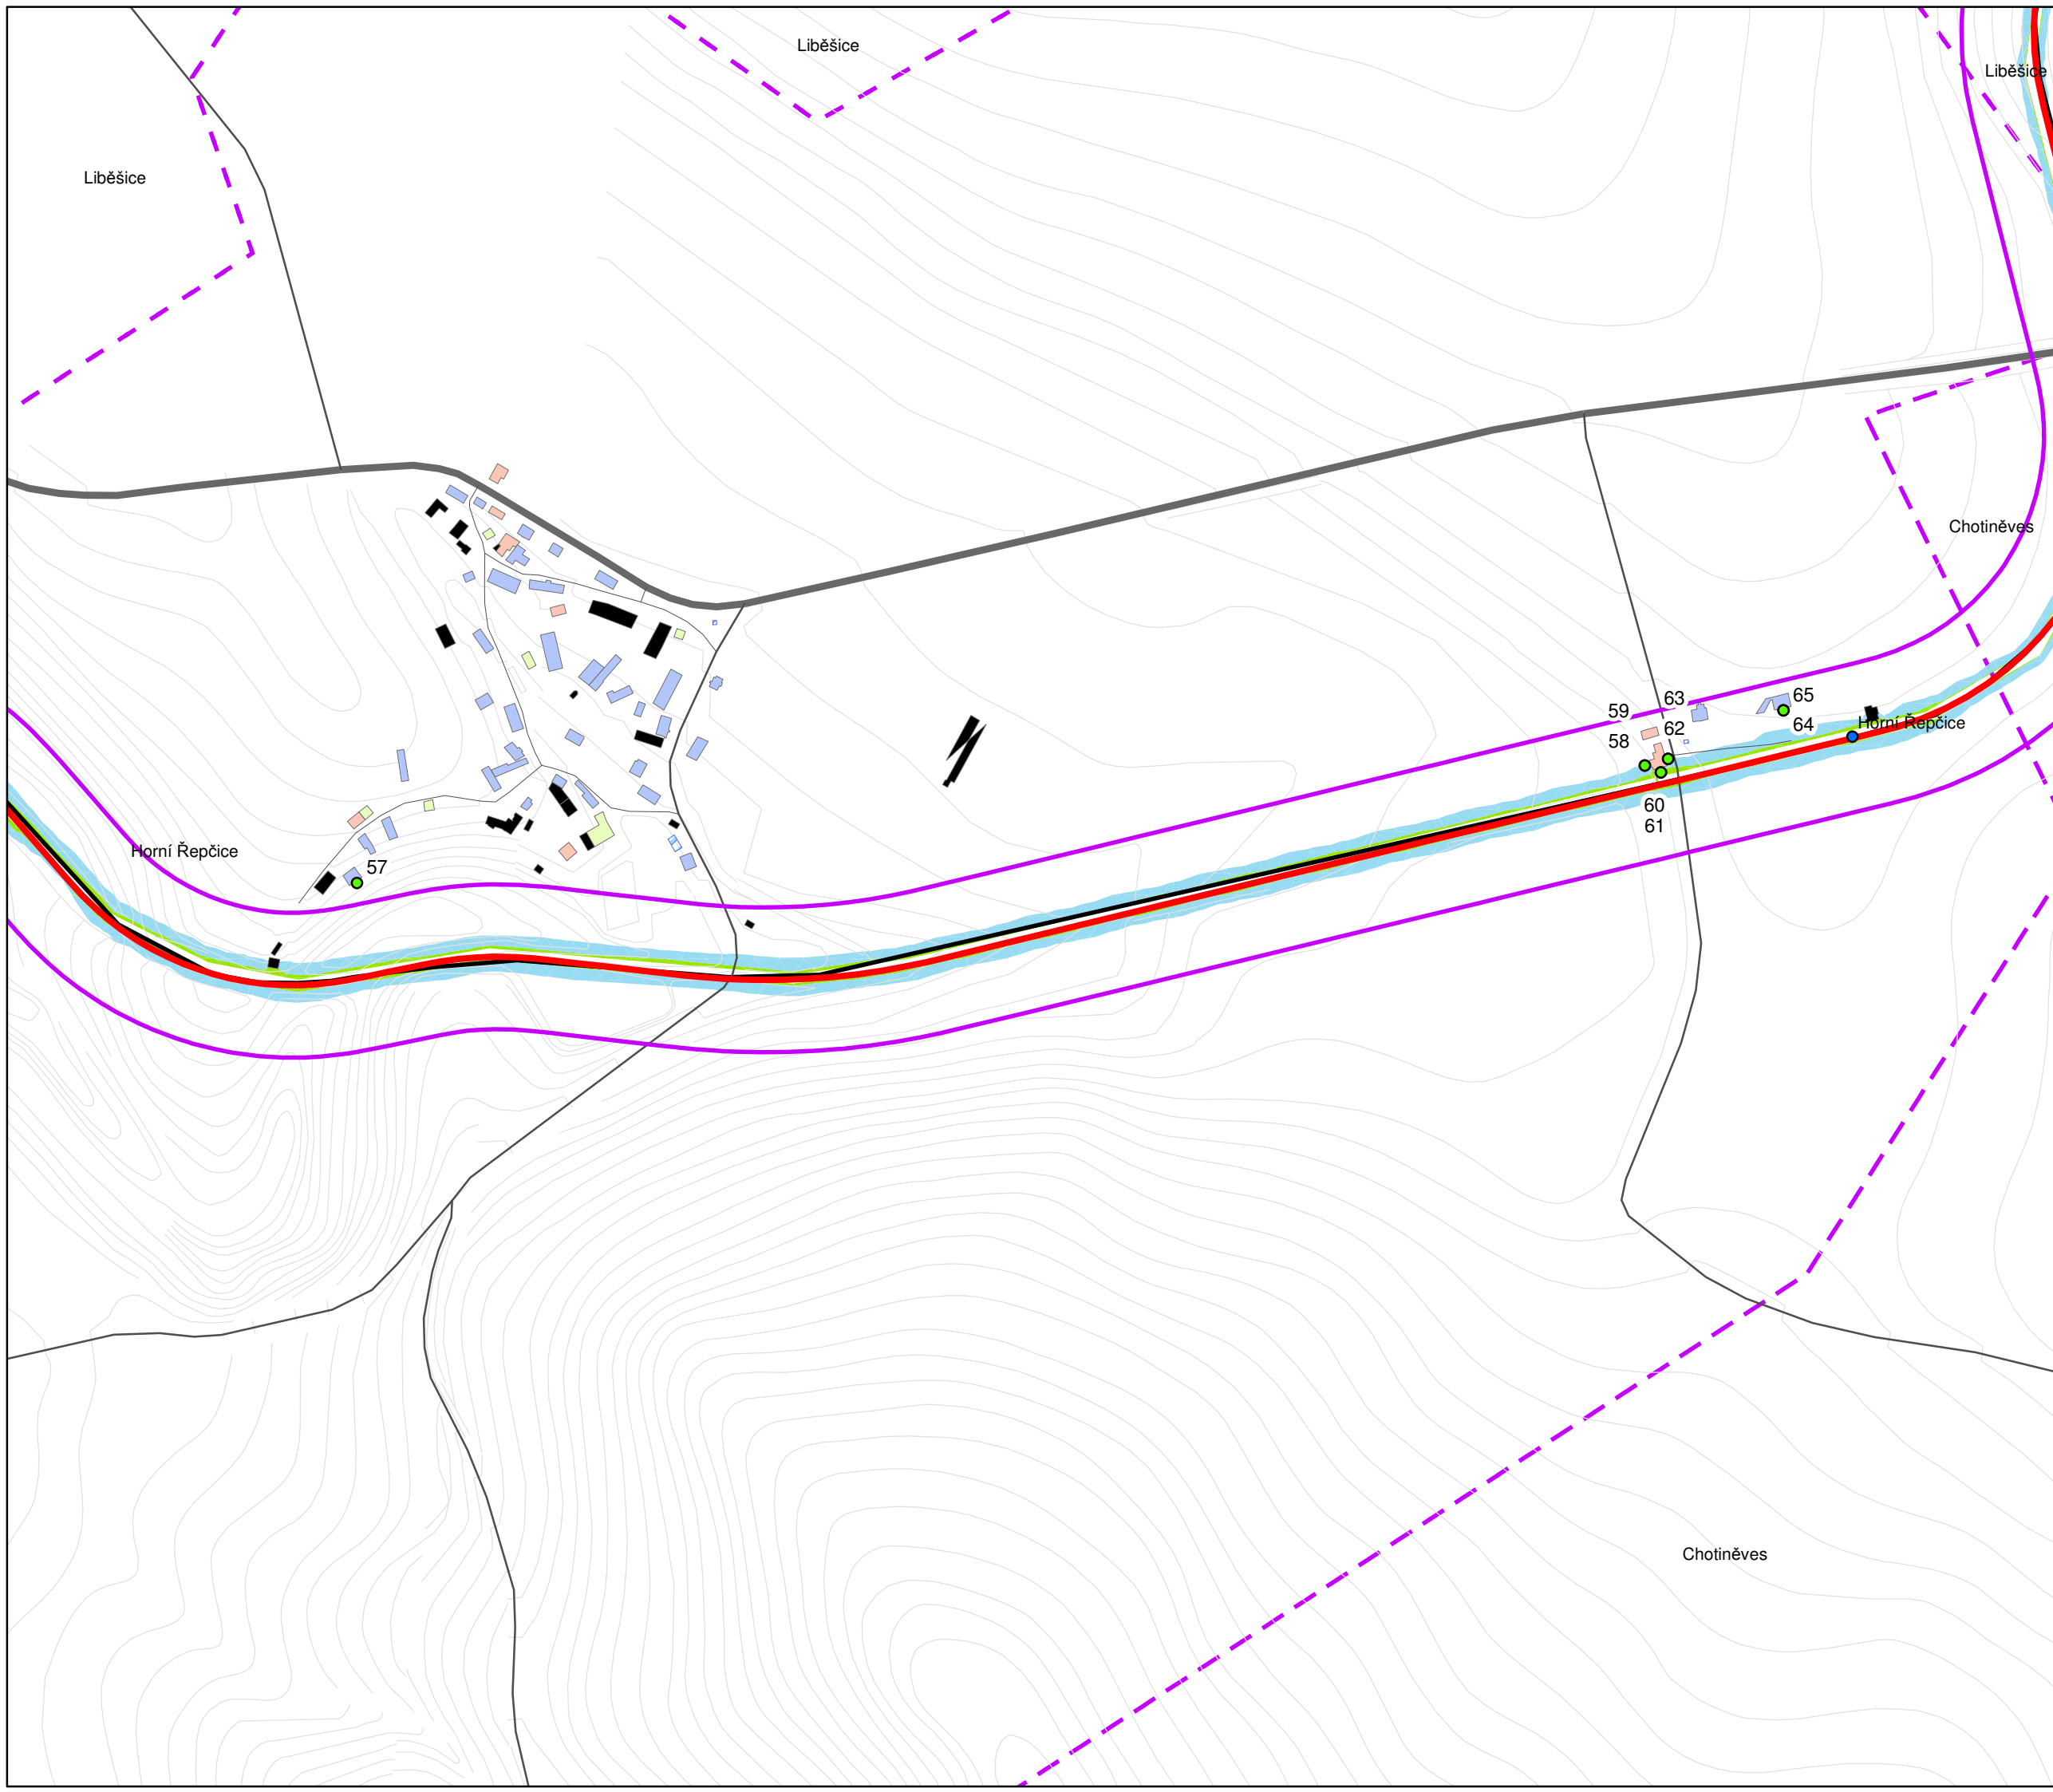 Liběšice
Liběšice
Liběšice
Chotiněves
63
65
59
62
64
Horní Řepčice
58
60
61
Horní Řepčice
57
Chotiněves